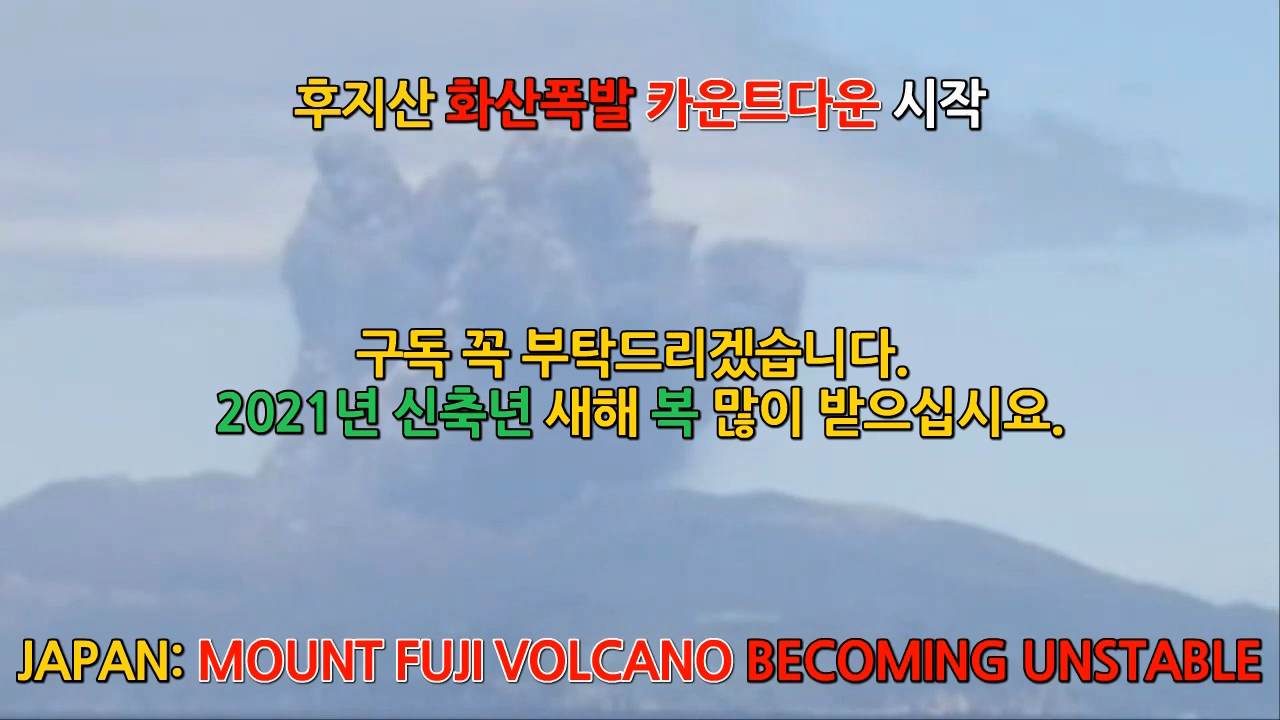 후지산 화산폭발 카운트다운 시작
구독 꼭 부탁드리겠습니다.
2021년 신축년 새해 복 많이 받으십시요.
JAPAN: MOUNT FUJI VOLCANO BECOMING UNSTABLE